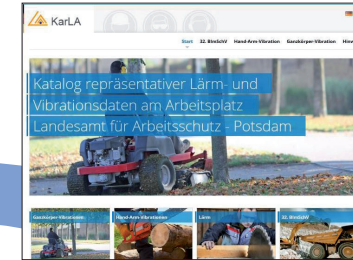 KarLA
Start 32. BImSchV Hand-Arm-Vibration Ganzkörper-Vibration
Katalog repräsentativer Lärm- und
Vibrationsdaten am Arbeitsplatz
Landesamt für Arbeitsschutz - Potsdam
Ganzkörper-Vibrationen Hand-Arm-Vibrationen Lärm 32. BImSchV